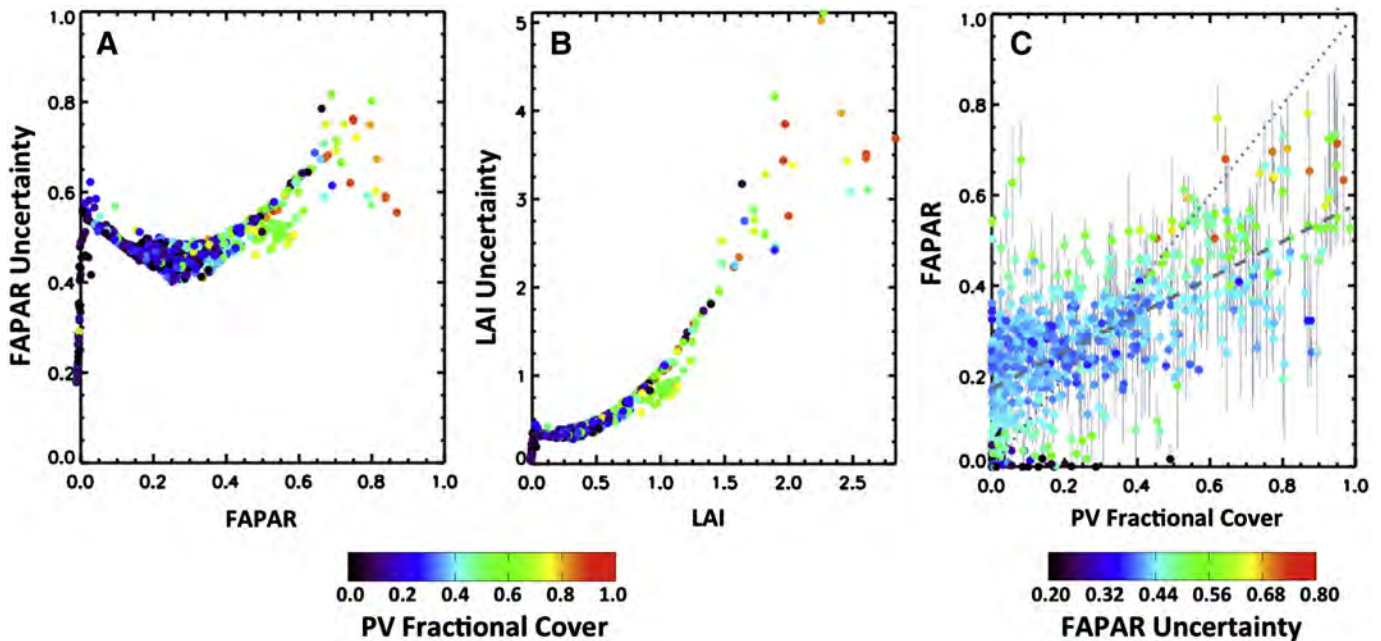 A
FAPAR Uncertainty
1.0
0.8
0.6
0.4
0.2
0.0
0.0 0.2 0.4 0.6 0.8 1.0
FAPAR
B
LAI Uncertainty
5
4
3
2
1
0
0.0 0.5 1.0 1.5 2.0 2.5
LAI
C
FAPAR
1.0
0.8
0.6
0.4
0.2
0.0
0.0 0.2 0.4 0.6 0.8 1.0
PV Fractional Cover
0.0 0.2 0.4 0.6 0.8 1.0
PV Fractional Cover
0.20 0.32 0.44 0.56 0.68 0.80
FAPAR Uncertainty